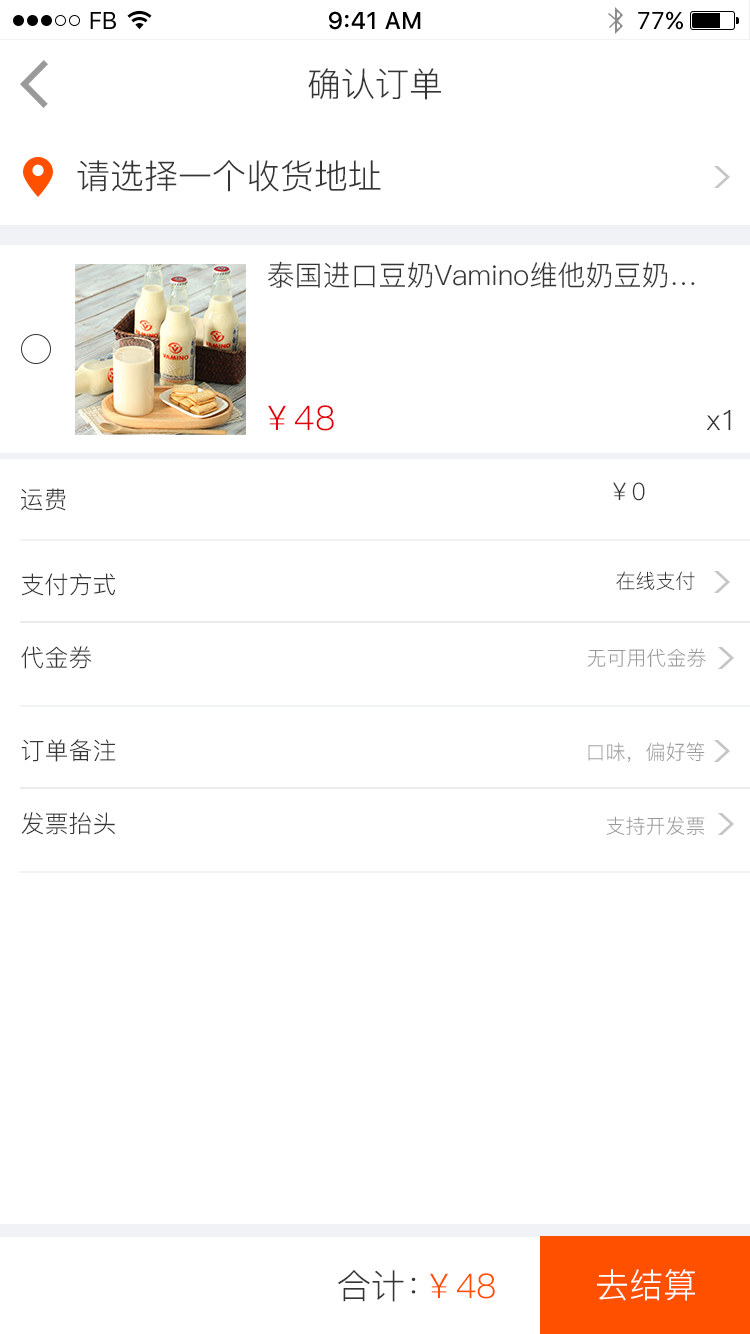 FB 9:41 AM 77%
确认订单
请选择一个收货地址
泰国进口豆奶Vamino维他奶豆奶...
VAMINO
VAMINO
VAMINO
¥ 48 x1
运费 ¥ 0
支付方式 在线支付
代金券 无可用代金券
订单备注 口味，偏好等
发票抬头 支持开发票
合计：¥ 48 去结算